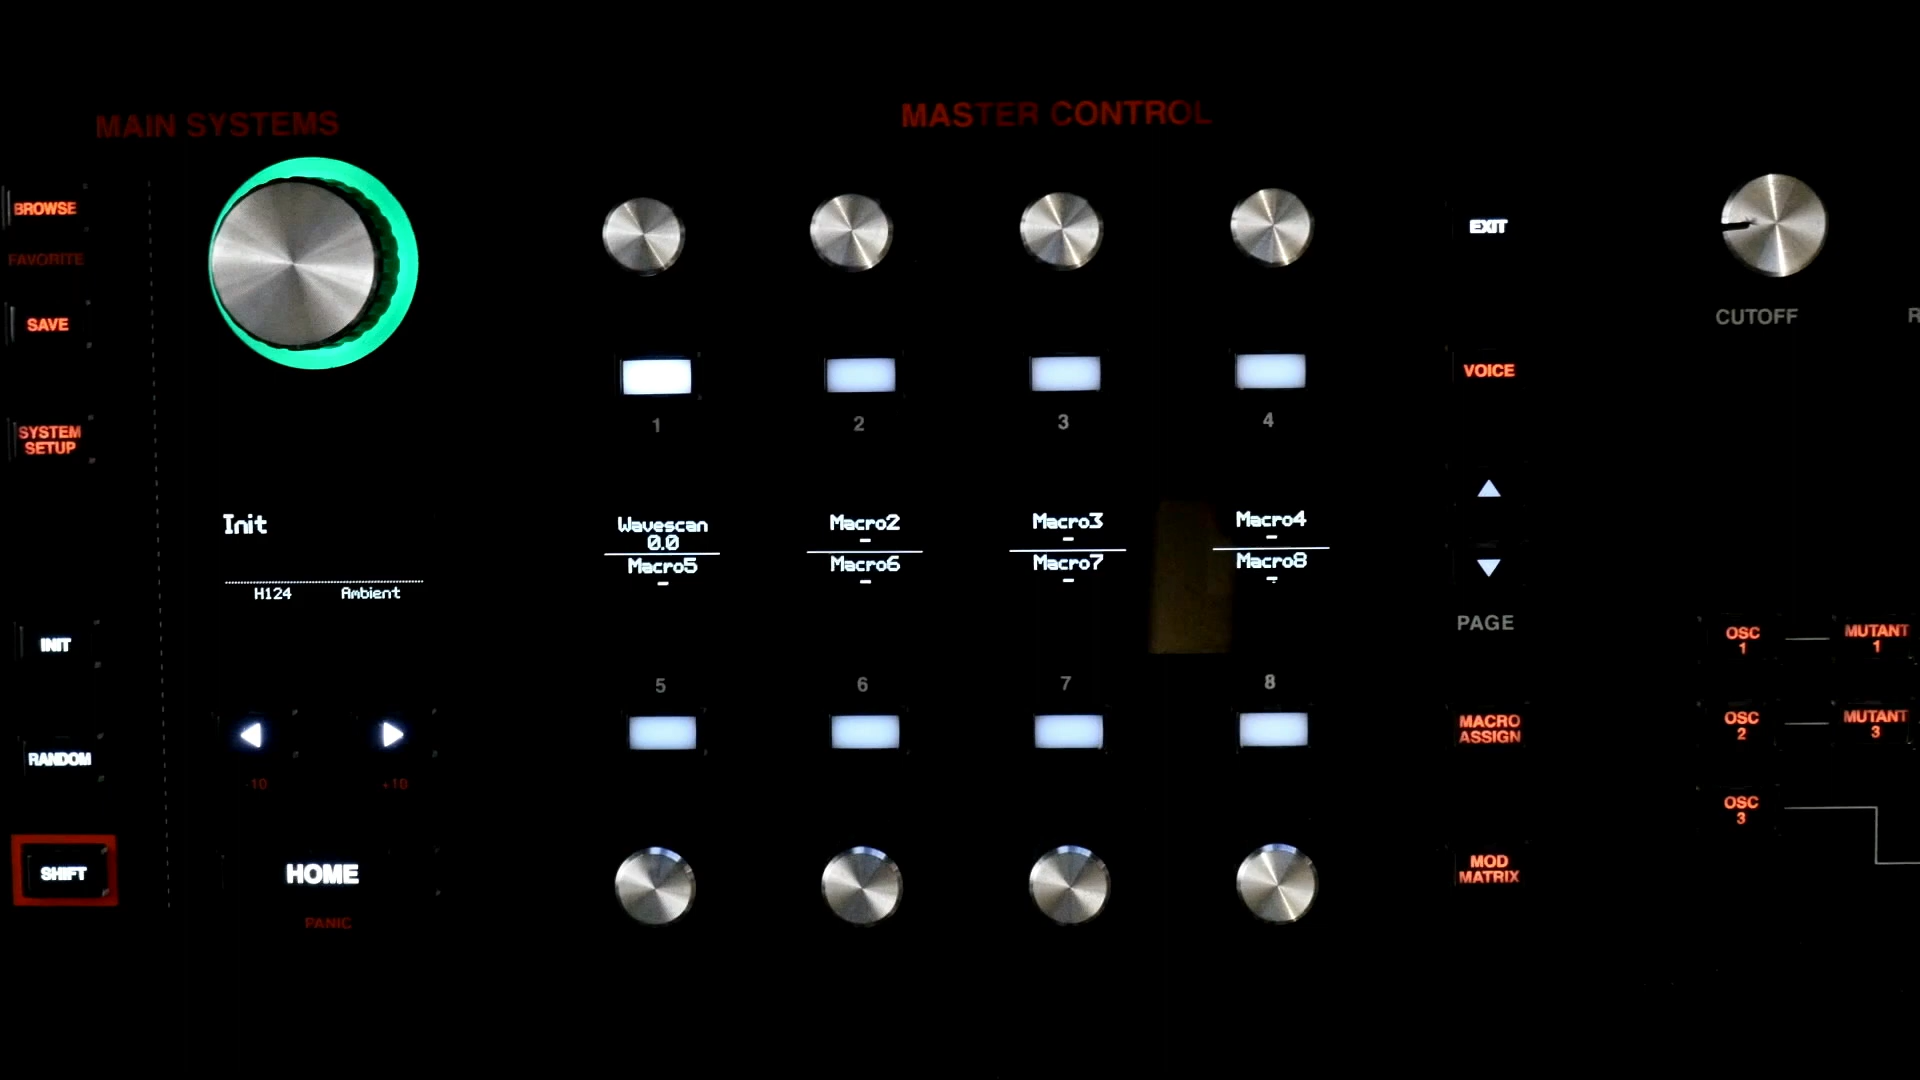 MAIN SYSTEMS
MASTER CONTROL
BROWSE
FAVORITE
SAVE
SYSTEM
SETUP
EXIT
CUTOFF
R
VOICE
1
2
3
4
Init
H124 Ambient
Wavescan
0.0
Macro5
-
Macro2
-
Macro6
-
Macro3
-
Macro7
-
Macro4
-
Macro8
-
PAGE
5
6
7
8
INIT
RANDOM
-10
+10
SHIFT
HOME
PANIC
MACRO
ASSIGN
MOD
MATRIX
OSC
1
MUTANT
1
OSC
2
MUTANT
3
OSC
3